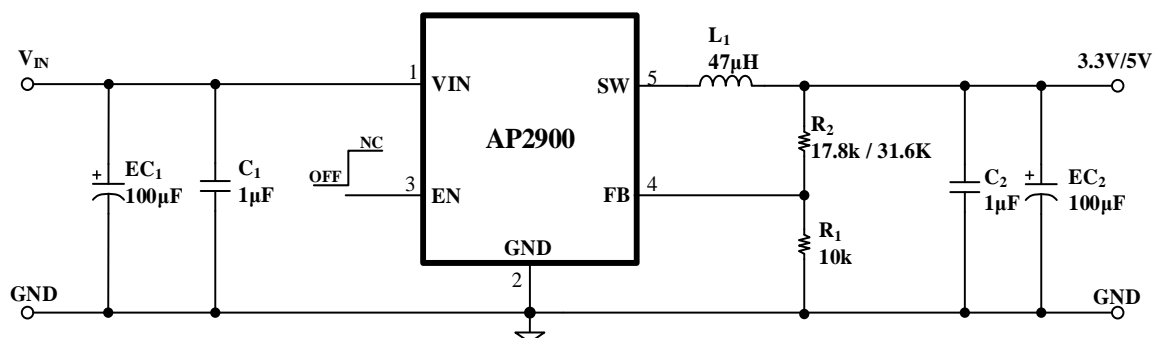 V_IN
1
VIN
SW
5
L₁
47μH
3.3V/5V
AP2900
R₂
17.8k / 31.6K
NC
OFF
EC₁
100μF
C₁
1μF
3
EN
FB
4
C₂
1μF
EC₂
100μF
R₁
10k
GND
2
GND
GND